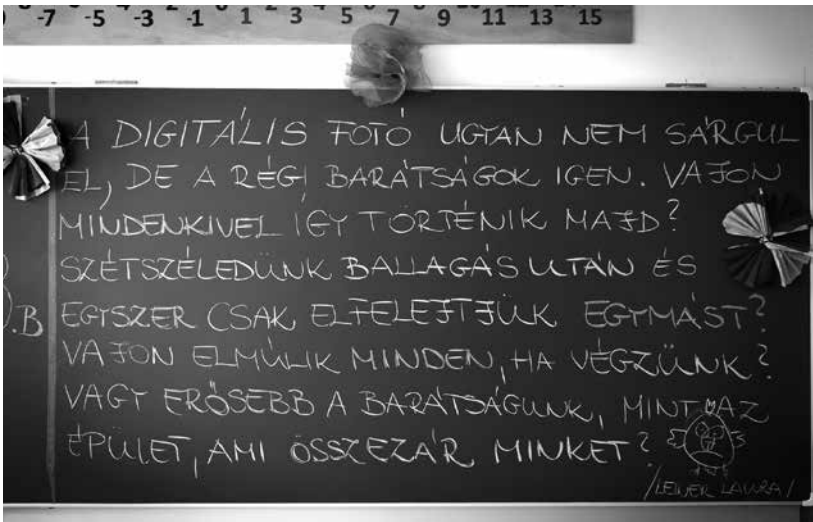 -7 -5 -3 -1 1 3 5 7 9 11 13 15
A DIGITÁLIS FOTÓ UGYAN NEM SÁRGUL
EL, DE A RÉGI BARÁTSÁGOK IGEN. VAJON
MINDENKIVEL ÍGY TÖRTÉNIK MAJD?
SZÉTSZÉLEDÜNK BALLAGÁS UTÁN ÉS
.B EGYSZER CSAK ELFELEJTJÜK EGYMÁST?
VAJON ELMÚLIK MINDEN, HA VÉGZÜNK?
VAGY ERŐSEBB A BARÁTSÁGUNK, MINT AZ
ÉPÜLET, AMI ÖSSZEZÁR MINKET?
/LEINER LAURA/